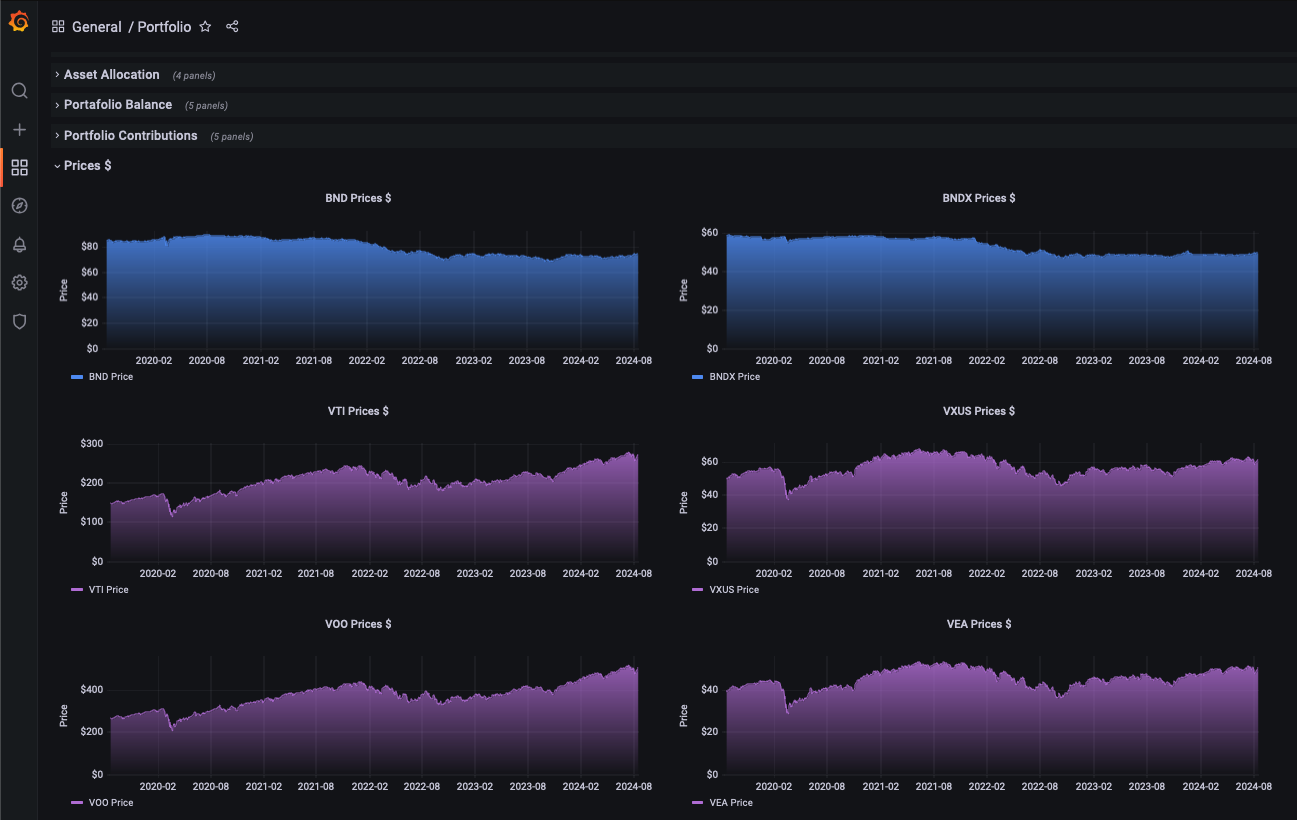 General / Portfolio
Asset Allocation (4 panels)
Portafolio Balance (5 panels)
Portfolio Contributions (5 panels)
Prices $
BND Prices $
Price
$80
$60
$40
$20
$0
2020-02 2020-08 2021-02 2021-08 2022-02 2022-08 2023-02 2023-08 2024-02 2024-08
BND Price
BNDX Prices $
Price
$60
$40
$20
$0
2020-02 2020-08 2021-02 2021-08 2022-02 2022-08 2023-02 2023-08 2024-02 2024-08
BNDX Price
VTI Prices $
Price
$300
$200
$100
$0
2020-02 2020-08 2021-02 2021-08 2022-02 2022-08 2023-02 2023-08 2024-02 2024-08
VTI Price
VXUS Prices $
Price
$60
$40
$20
$0
2020-02 2020-08 2021-02 2021-08 2022-02 2022-08 2023-02 2023-08 2024-02 2024-08
VXUS Price
VOO Prices $
Price
$400
$200
$0
2020-02 2020-08 2021-02 2021-08 2022-02 2022-08 2023-02 2023-08 2024-02 2024-08
VOO Price
VEA Prices $
Price
$40
$20
$0
2020-02 2020-08 2021-02 2021-08 2022-02 2022-08 2023-02 2023-08 2024-02 2024-08
VEA Price